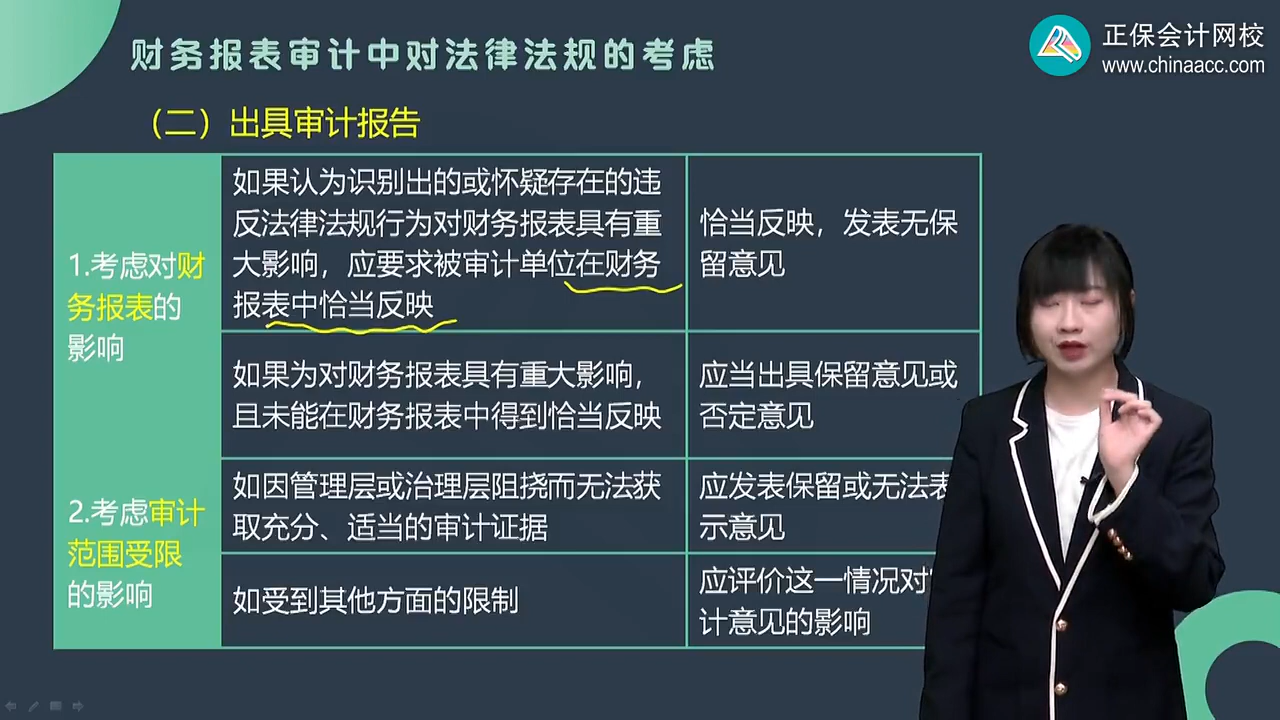 财务报表审计中对法律法规的考虑
正保会计网校
www.chinaacc.com
（二）出具审计报告
1.考虑对财
务报表的
影响
如果认为识别出的或怀疑存在的违
反法律法规行为对财务报表具有重
大影响，应要求被审计单位在财务
报表中恰当反映
恰当反映，发表无保
留意见
如果为对财务报表具有重大影响，
且未能在财务报表中得到恰当反映
应当出具保留意见或
否定意见
2.考虑审计
范围受限
的影响
如因管理层或治理层阻挠而无法获
取充分、适当的审计证据
应发表保留或无法表
示意见
如受到其他方面的限制
应评价这一情况对
计意见的影响